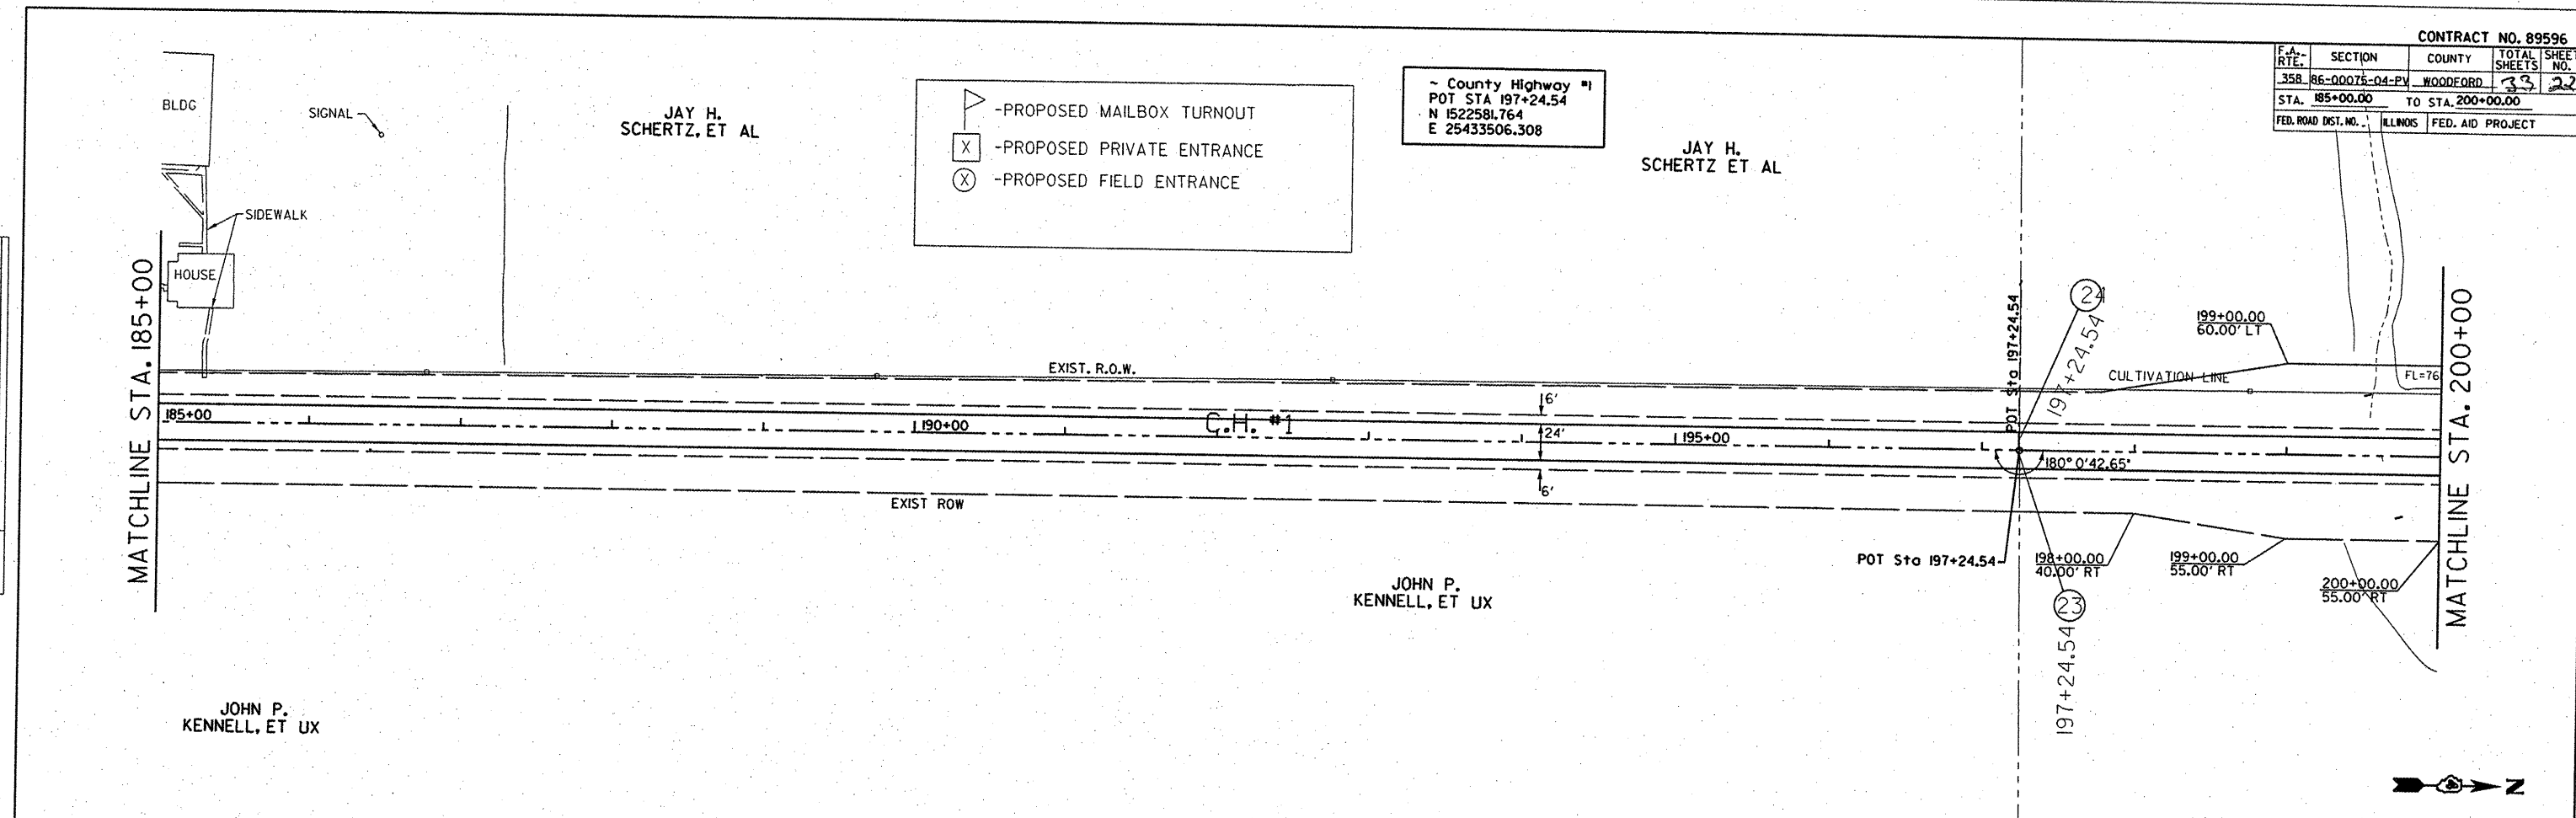 CONTRACT NO. 89596
F.A. RTE. SECTION COUNTY TOTAL SHEETS SHEET NO.
358 86-00075-04-PV WOODFORD 33 22
STA. 185+00.00 TO STA. 200+00.00
FED. ROAD DIST. NO. ILLINOIS FED. AID PROJECT
BLDG
SIGNAL
JAY H.
SCHERTZ, ET AL
-PROPOSED MAILBOX TURNOUT
X -PROPOSED PRIVATE ENTRANCE
X -PROPOSED FIELD ENTRANCE
~ County Highway #1
POT STA 197+24.54
N 1522581.764
E 25433506.308
JAY H.
SCHERTZ ET AL
SIDEWALK
HOUSE
MATCHLINE STA. 185+00
EXIST. R.O.W.
POT Sta 197+24.54
24
197+24.54
199+00.00
60.00' LT
CULTIVATION LINE
FL=76
MATCHLINE STA. 200+00
185+00
190+00
C.H. #1
6'
24'
6'
195+00
180° 0'42.65"
EXIST ROW
POT Sta 197+24.54
198+00.00
40.00' RT
199+00.00
55.00' RT
200+00.00
55.00' RT
23
197+24.54
JOHN P.
KENNELL, ET UX
JOHN P.
KENNELL, ET UX
N